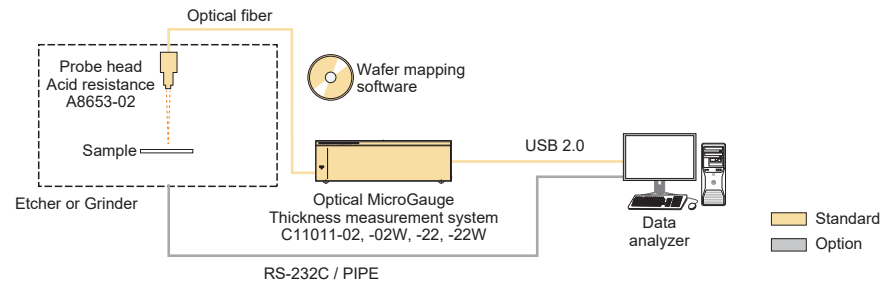 Optical fiber
Probe head
Acid resistance
A8653-02
Wafer mapping
software
Sample
USB 2.0
Etcher or Grinder
Optical MicroGauge
Thickness measurement system
C11011-02, -02W, -22, -22W
Data
analyzer
Standard
Option
RS-232C / PIPE